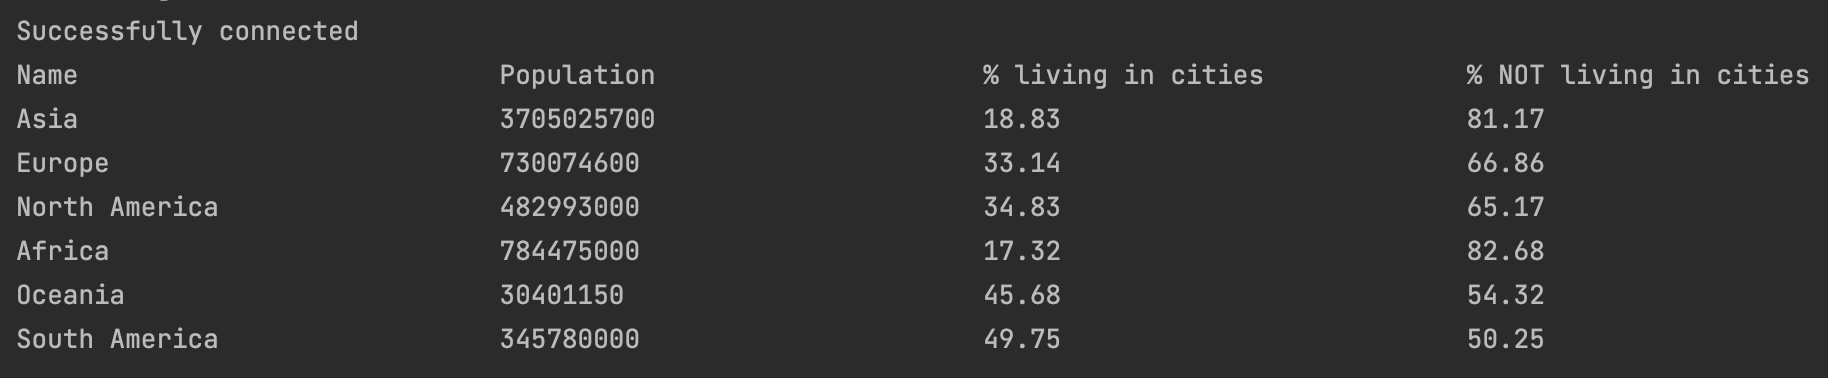 Successfully connected
Name Population % living in cities % NOT living in cities
Asia 3705025700 18.83 81.17
Europe 730074600 33.14 66.86
North America 482993000 34.83 65.17
Africa 784475000 17.32 82.68
Oceania 30401150 45.68 54.32
South America 345780000 49.75 50.25